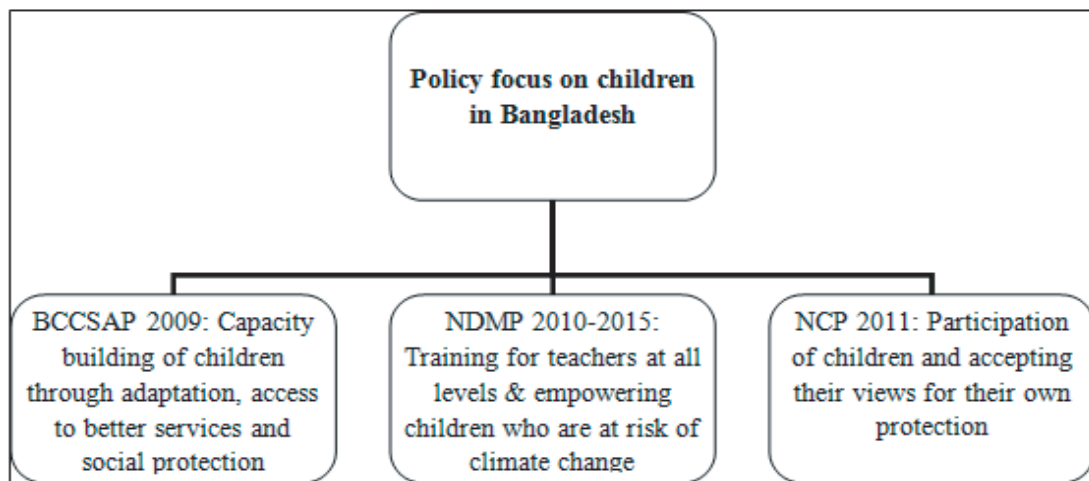 Policy focus on children
in Bangladesh
BCCSAP 2009: Capacity
building of children
through adaptation, access
to better services and
social protection
NDMP 2010-2015:
Training for teachers at all
levels & empowering
children who are at risk of
climate change
NCP 2011: Participation
of children and accepting
their views for their own
protection